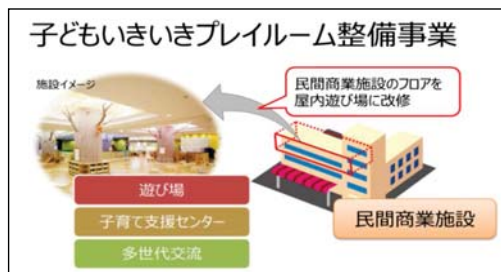 子どもいきいきプレイルーム整備事業
施設イメージ
民間商業施設のフロアを
屋内遊び場に改修
遊び場
子育て支援センター
多世代交流
民間商業施設